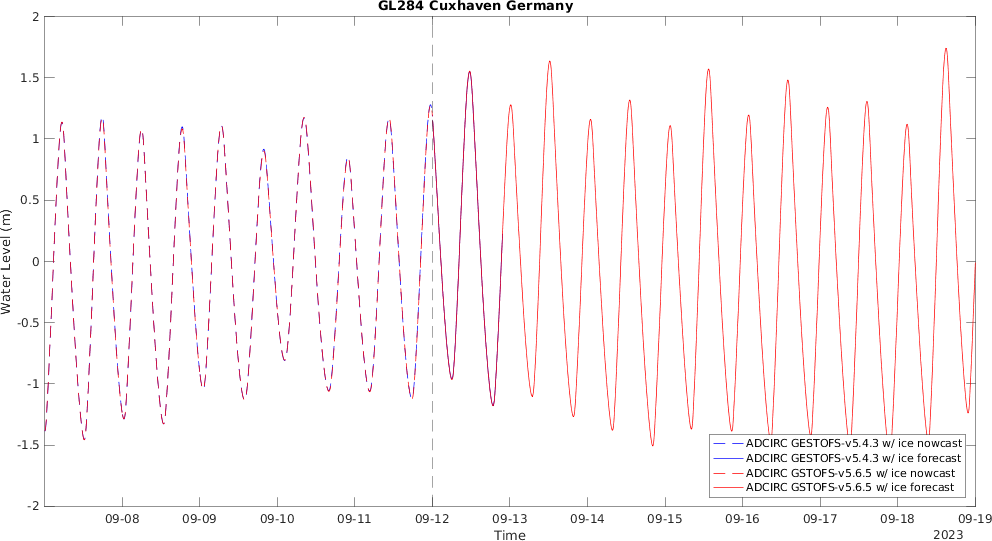 GL284 Cuxhaven Germany
2
1.5
1
0.5
0
-0.5
-1
-1.5
-2
Water Level (m)
ADCIRC GESTOFS-v5.4.3 w/ ice nowcast
ADCIRC GESTOFS-v5.4.3 w/ ice forecast
ADCIRC GSTOFS-v5.6.5 w/ ice nowcast
ADCIRC GSTOFS-v5.6.5 w/ ice forecast
09-08 09-09 09-10 09-11 09-12 09-13 09-14 09-15 09-16 09-17 09-18 09-19
Time
2023